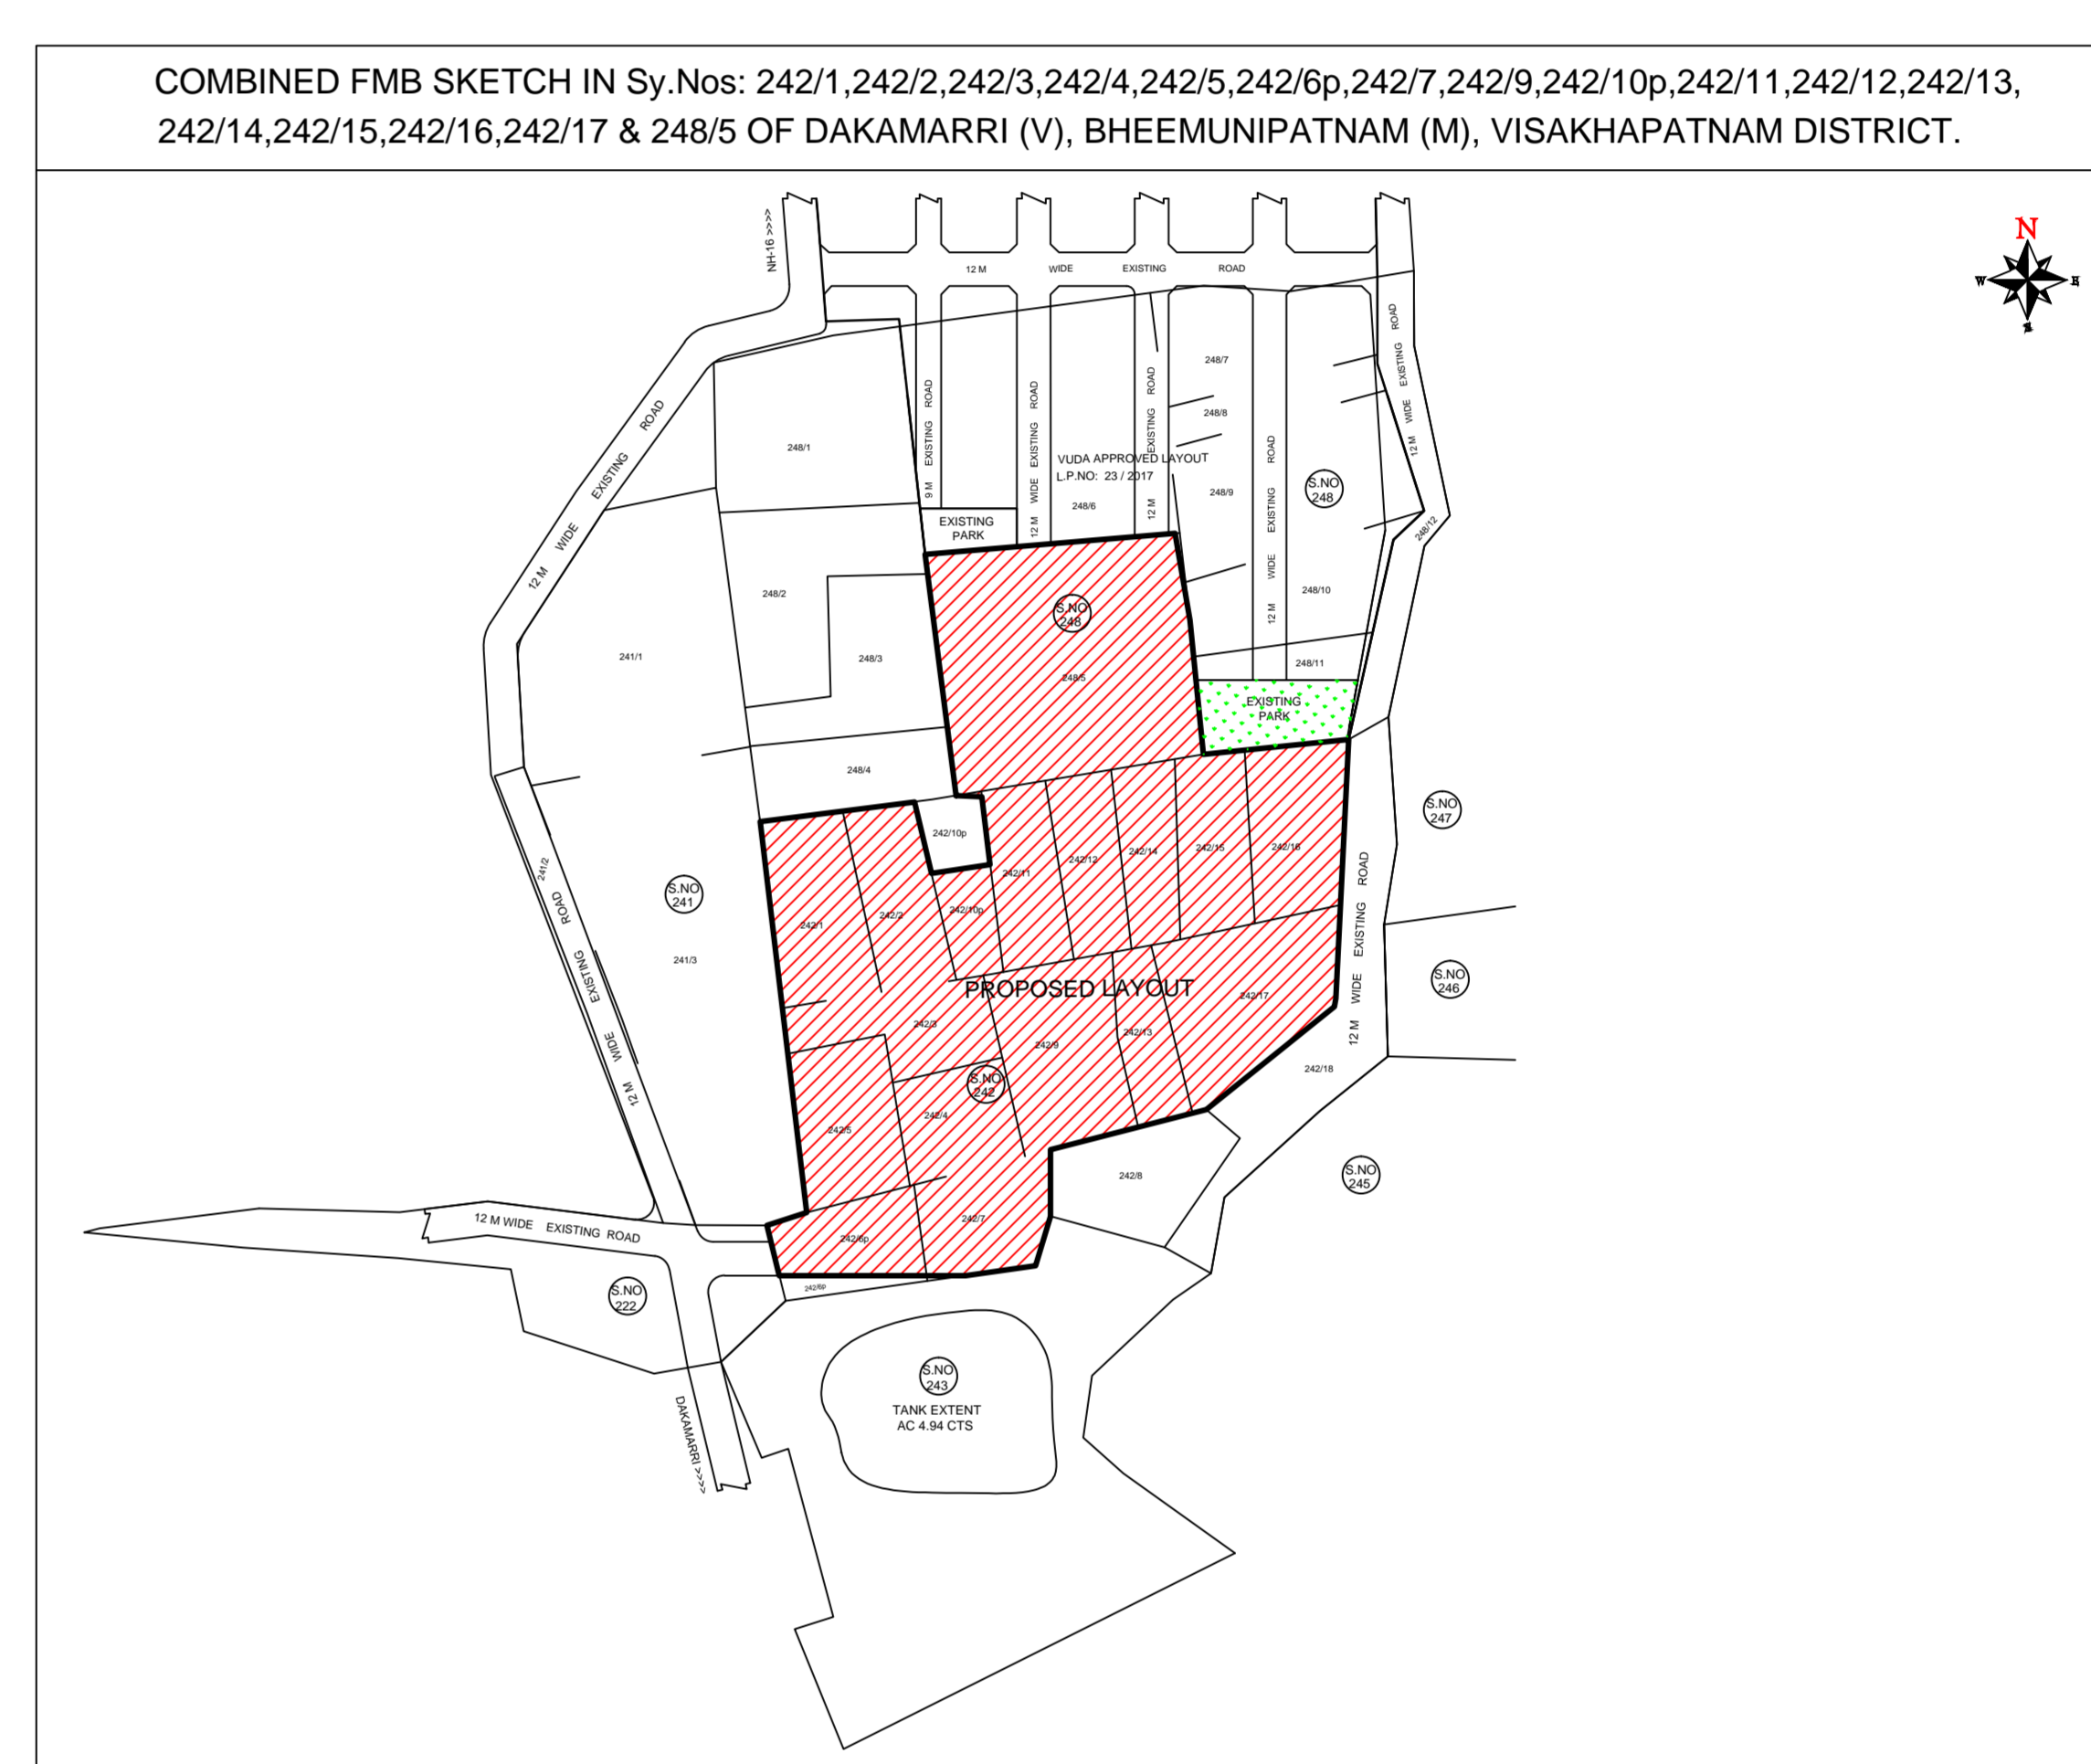 COMBINED FMB SKETCH IN Sy.Nos: 242/1,242/2,242/3,242/4,242/5,242/6p,242/7,242/9,242/10p,242/11,242/12,242/13,
242/14,242/15,242/16,242/17 & 248/5 OF DAKAMARRI (V), BHEEMUNIPATNAM (M), VISAKHAPATNAM DISTRICT.
NH-16 >>>>
N
W
E
S
12 M WIDE EXISTING ROAD
12 M WIDE EXISTING ROAD
9 M EXISTING ROAD
12 M WIDE EXISTING ROAD
12 M EXISTING ROAD
12 M WIDE EXISTING ROAD
12 M WIDE EXISTING ROAD
248/7
248/8
248/1
VUDA APPROVED LAYOUT
L.P.NO: 23 / 2017
248/6
248/9
S.NO
248
EXISTING
PARK
248/12
248/2
248/10
S.NO
248
241/1
248/3
248/11
248/5
EXISTING
PARK
248/4
S.NO
247
242/10p
242/12
242/14
242/15
242/16
242/11
241/2
S.NO
241
242/1
242/2
242/10p
12 M WIDE EXISTING ROAD
12 M WIDE EXISTING ROAD
241/3
S.NO
246
PROPOSED LAYOUT
242/17
242/3
242/9
242/13
242/18
S.NO
242
242/4
242/5
242/8
S.NO
245
242/7
242/6p
12 M WIDE EXISTING ROAD
242/6p
S.NO
222
S.NO
243
TANK EXTENT
AC 4.94 CTS
DAKAMARRI >>>>